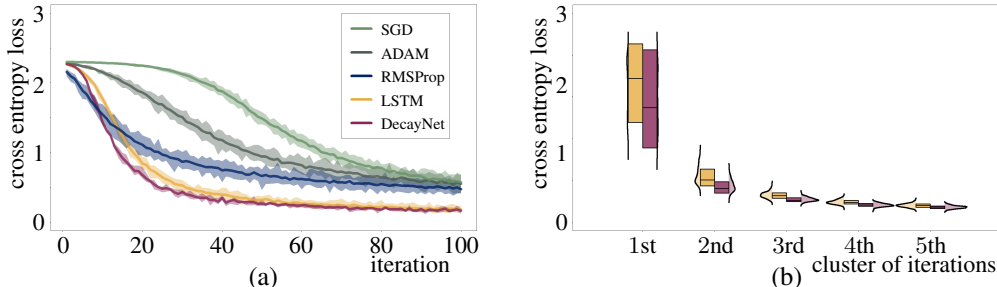 cross entropy loss
3
2
1
0
SGD
ADAM
RMSProp
LSTM
DecayNet
0 20 40 60 80 100
iteration
(a)
cross entropy loss
3
2
1
0
1st 2nd 3rd 4th 5th
cluster of iterations
(b)